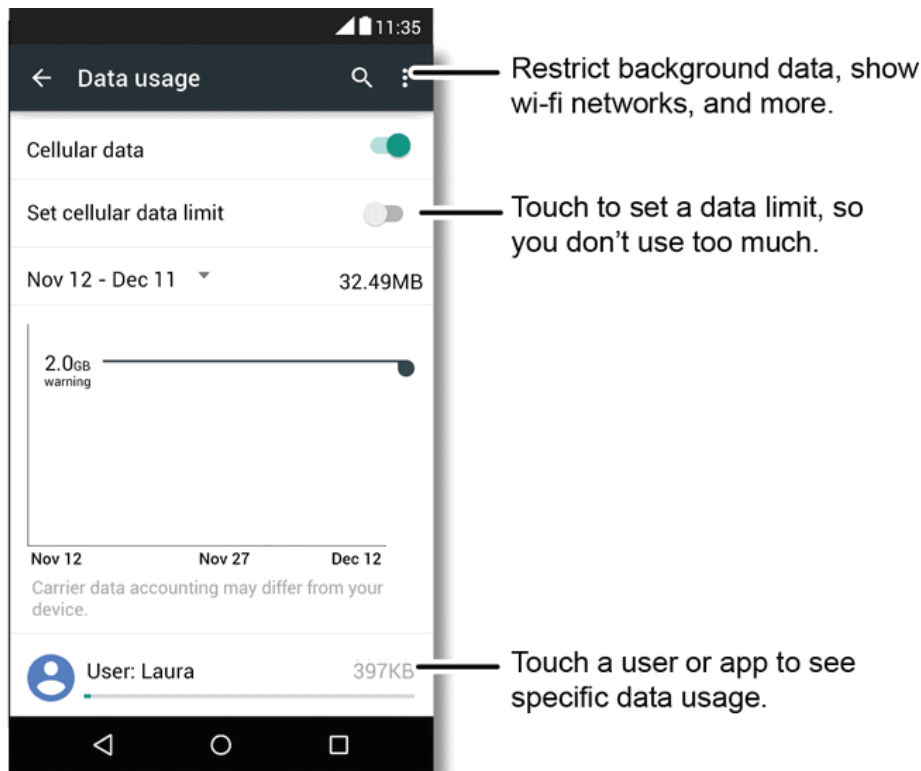 11:35
Data usage
Restrict background data, show
wi-fi networks, and more.
Cellular data
Set cellular data limit
Touch to set a data limit, so
you don’t use too much.
Nov 12 - Dec 11
32.49MB
2.0GB
warning
Nov 12
Nov 27
Dec 12
Carrier data accounting may differ from your
device.
User: Laura
397KB
Touch a user or app to see
specific data usage.